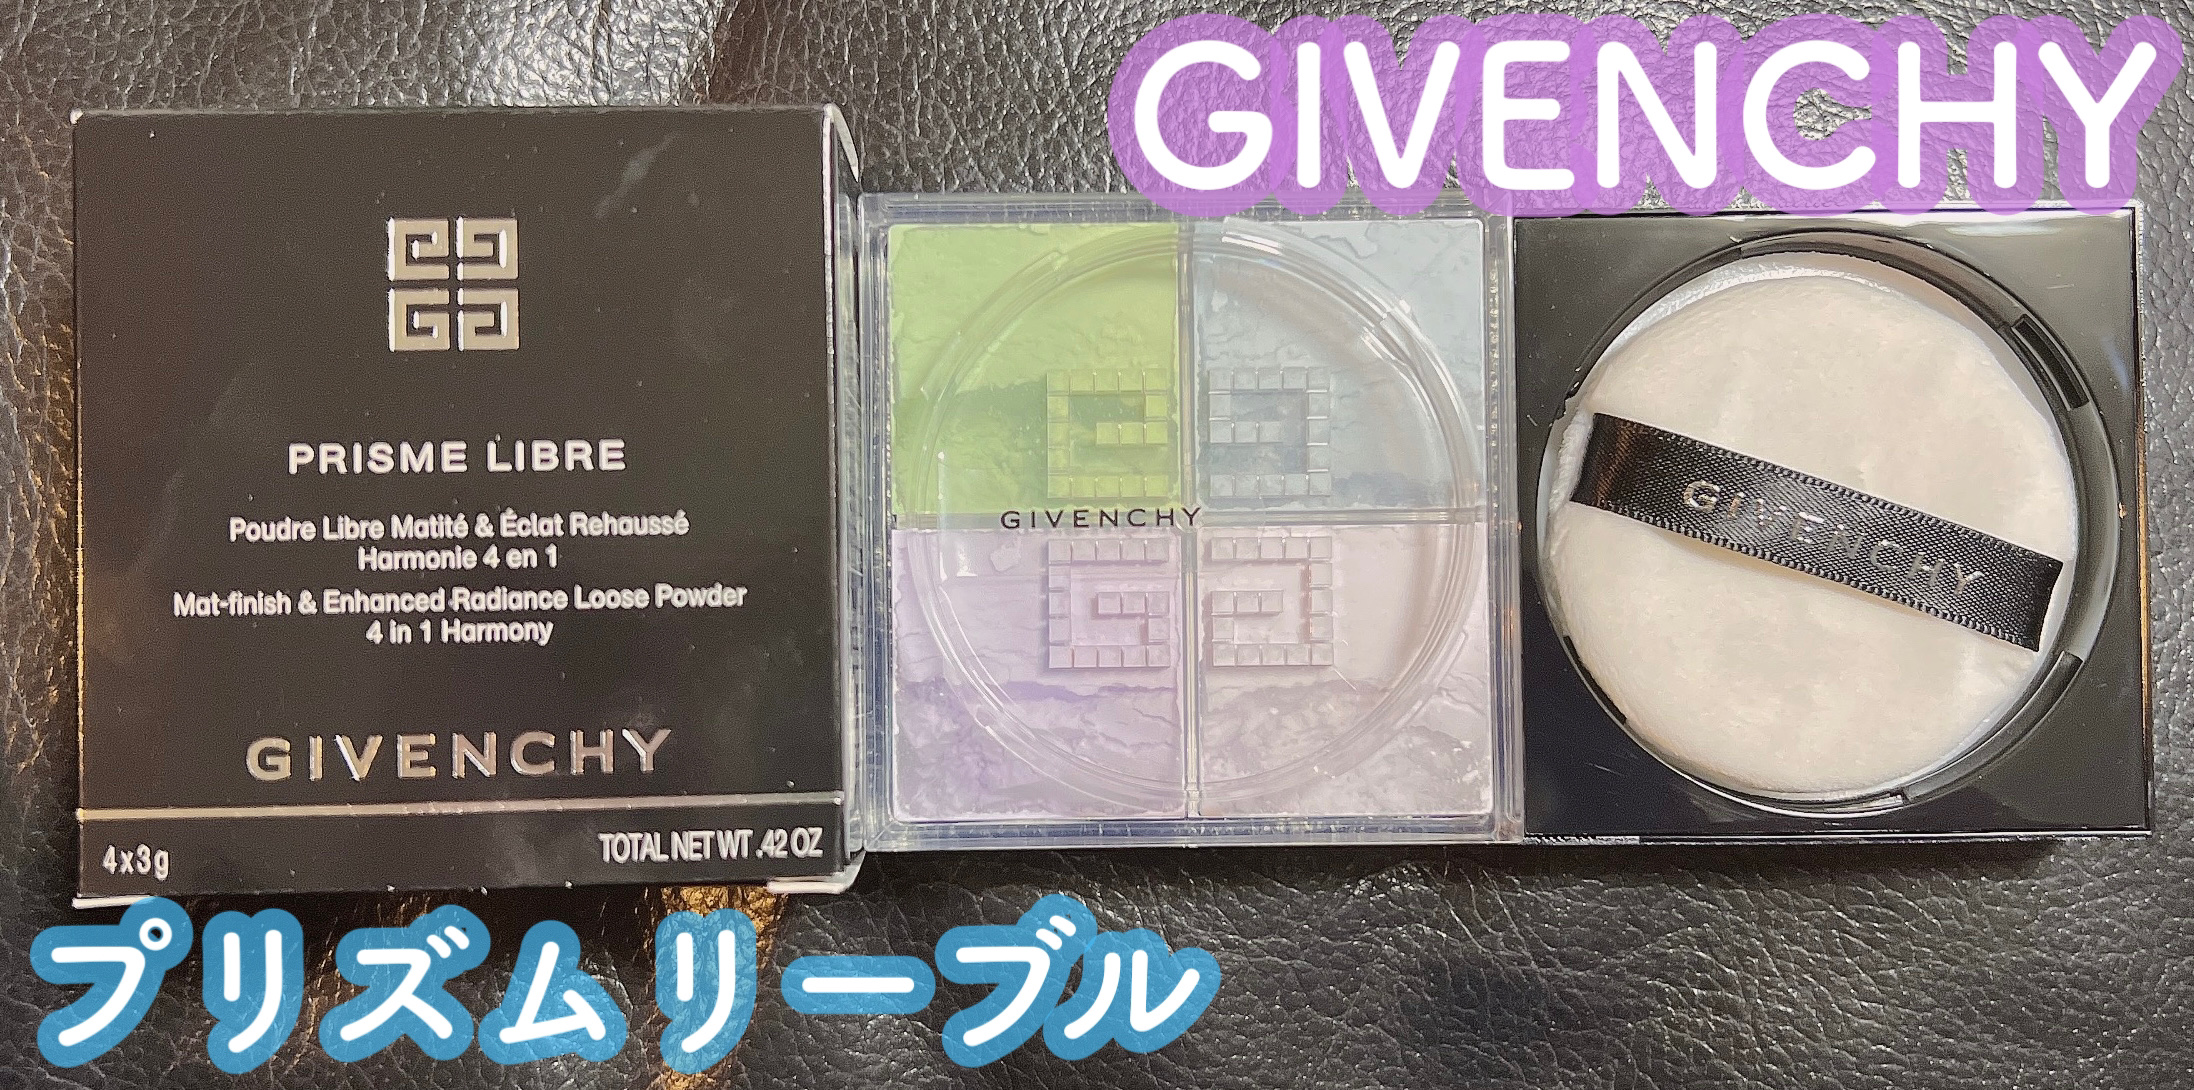 GIVENCHY
PRISME LIBRE
Poudre Libre Matité & Éclat Rehaussé
Harmonie 4 en 1
Mat-finish & Enhanced Radiance Loose Powder
4 in 1 Harmony
GIVENCHY
4x3g
TOTAL NET WT .42 OZ
GIVENCHY
GIVENCHY
プリズムリーブル